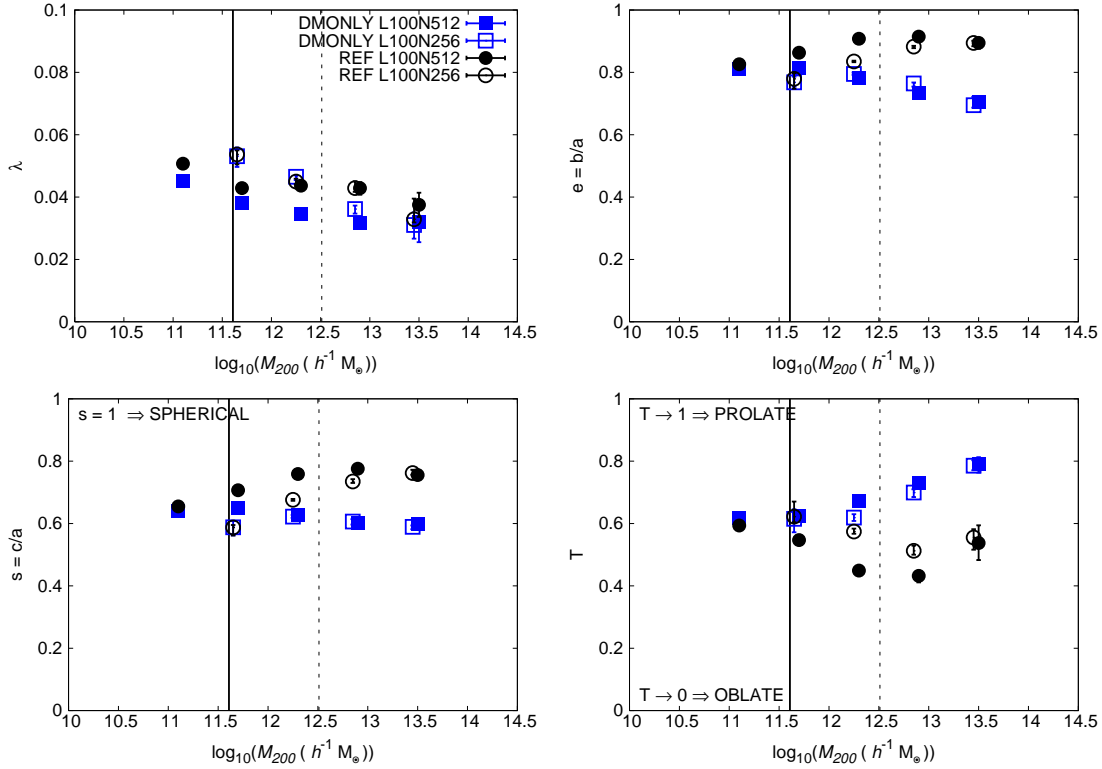 0.1
0.08
0.06
0.04
0.02
0
λ
10 10.5 11 11.5 12 12.5 13 13.5 14 14.5
log10(M200 ( h-1 M⊙))
DMONLY L100N512
DMONLY L100N256
REF L100N512
REF L100N256
1
0.8
0.6
0.4
0.2
0
e = b/a
10 10.5 11 11.5 12 12.5 13 13.5 14 14.5
log10(M200 ( h-1 M⊙))
1
0.8
0.6
0.4
0.2
0
s = c/a
s = 1 ⇒ SPHERICAL
10 10.5 11 11.5 12 12.5 13 13.5 14 14.5
log10(M200 ( h-1 M⊙))
1
0.8
0.6
0.4
0.2
0
T
T → 1 ⇒ PROLATE
T → 0 ⇒ OBLATE
10 10.5 11 11.5 12 12.5 13 13.5 14 14.5
log10(M200 ( h-1 M⊙))